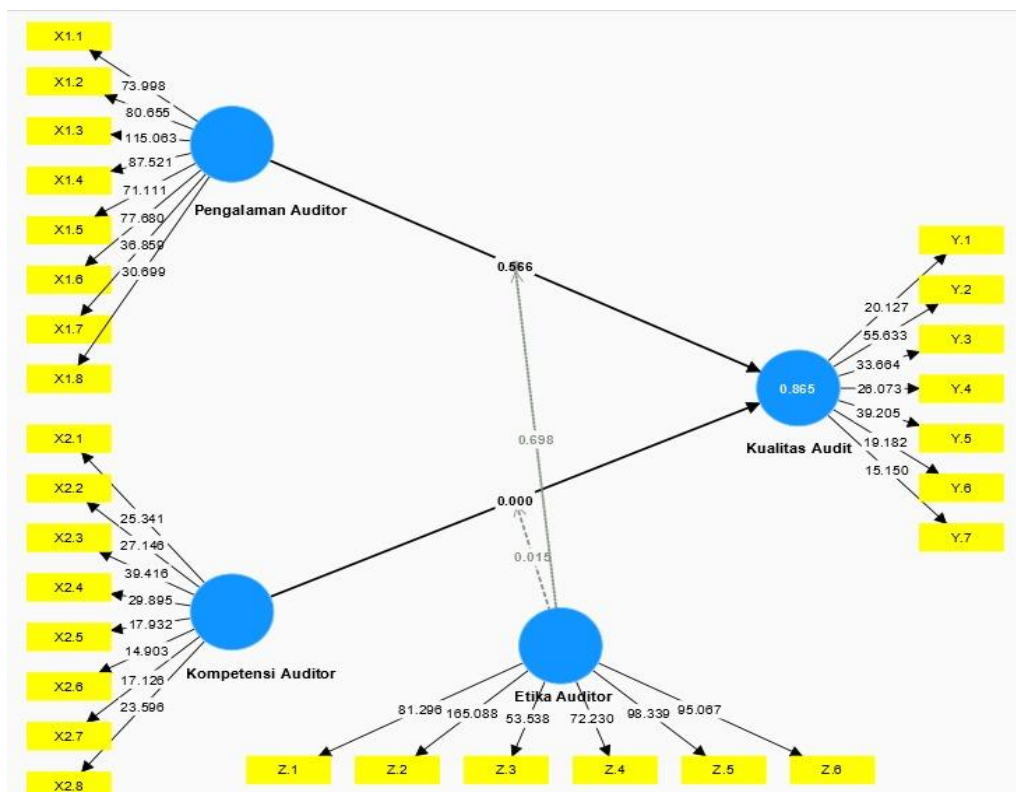 X1.1
X1.2
X1.3
X1.4
X1.5
X1.6
X1.7
X1.8
73.998
80.655
115.063
87.521
71.111
77.680
36.859
30.699
Pengalaman Auditor
0.566
Y.1
Y.2
Y.3
Y.4
Y.5
Y.6
Y.7
20.127
55.633
33.664
26.073
39.205
19.182
15.150
0.865
Kualitas Audit
0.698
0.000
0.015
X2.1
X2.2
X2.3
X2.4
X2.5
X2.6
X2.7
X2.8
25.341
27.146
39.416
29.895
17.932
14.903
17.126
23.596
Kompetensi Auditor
Etika Auditor
81.296
165.088
53.538
72.230
98.339
95.067
Z.1
Z.2
Z.3
Z.4
Z.5
Z.6